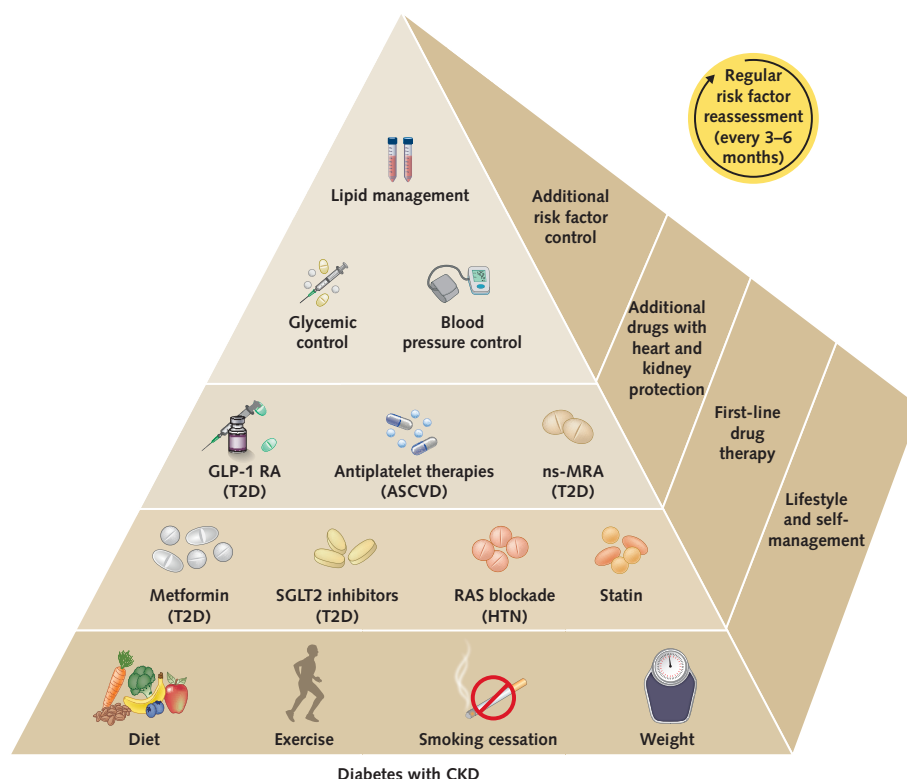 Regular
risk factor
reassessment
(every 3–6
months)
Lipid management
Additional
risk factor
control
Glycemic
control
Blood
pressure control
Additional
drugs with
heart and
kidney
protection
GLP-1 RA
(T2D)
Antiplatelet therapies
(ASCVD)
ns-MRA
(T2D)
First-line
drug
therapy
Metformin
(T2D)
SGLT2 inhibitors
(T2D)
RAS blockade
(HTN)
Statin
Lifestyle
and self-
management
Diet
Exercise
Smoking cessation
Weight
Diabetes with CKD